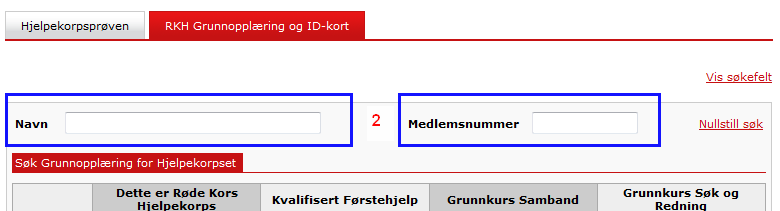 Hjelpekorpsprøven RKH Grunnopplæring og ID-kort
Vis søkefelt
Navn 2 Medlemsnummer Nullstill søk
Søk Grunnopplæring for Hjelpekorpset
Dette er Røde Kors Hjelpekorps Kvalifisert Førstehjelp Grunnkurs Samband Grunnkurs Søk og Redning